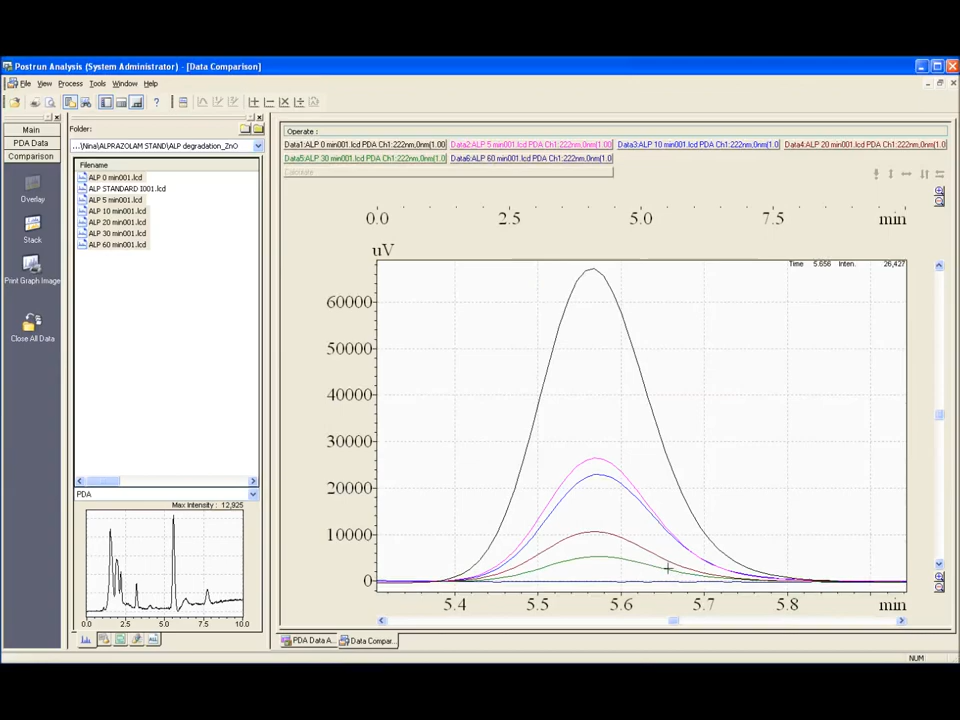 Postrun Analysis (System Administrator) - [Data Comparison]
File View Process Tools Window Help
Main
PDA Data
Comparison
Overlay
Stack
Print Graph Image
Close All Data
Folder:
...\Nina\ALPRAZOLAM STAND\ALP degradation_ZnO
Filename
ALP 0 min001.lcd
ALP STANDARD I001.lcd
ALP 5 min001.lcd
ALP 10 min001.lcd
ALP 20 min001.lcd
ALP 30 min001.lcd
ALP 60 min001.lcd
PDA
Max Intensity : 12,925
0.0 2.5 5.0 7.5 10.0
Operate :
Data1:ALP 0 min001.lcd PDA Ch1:222nm,0nm(1.00 Data2:ALP 5 min001.lcd PDA Ch1:222nm,0nm(1.00 Data3:ALP 10 min001.lcd PDA Ch1:222nm,0nm(1.0 Data4:ALP 20 min001.lcd PDA Ch1:222nm,0nm(1.0
Data5:ALP 30 min001.lcd PDA Ch1:222nm,0nm(1.0 Data6:ALP 60 min001.lcd PDA Ch1:222nm,0nm(1.0
Calculate
0.0 2.5 5.0 7.5 min
uV
Time 5.656 Inten. 26,427
60000
50000
40000
30000
20000
10000
0
5.4 5.5 5.6 5.7 5.8 min
PDA Data A... Data Compar...
NUM